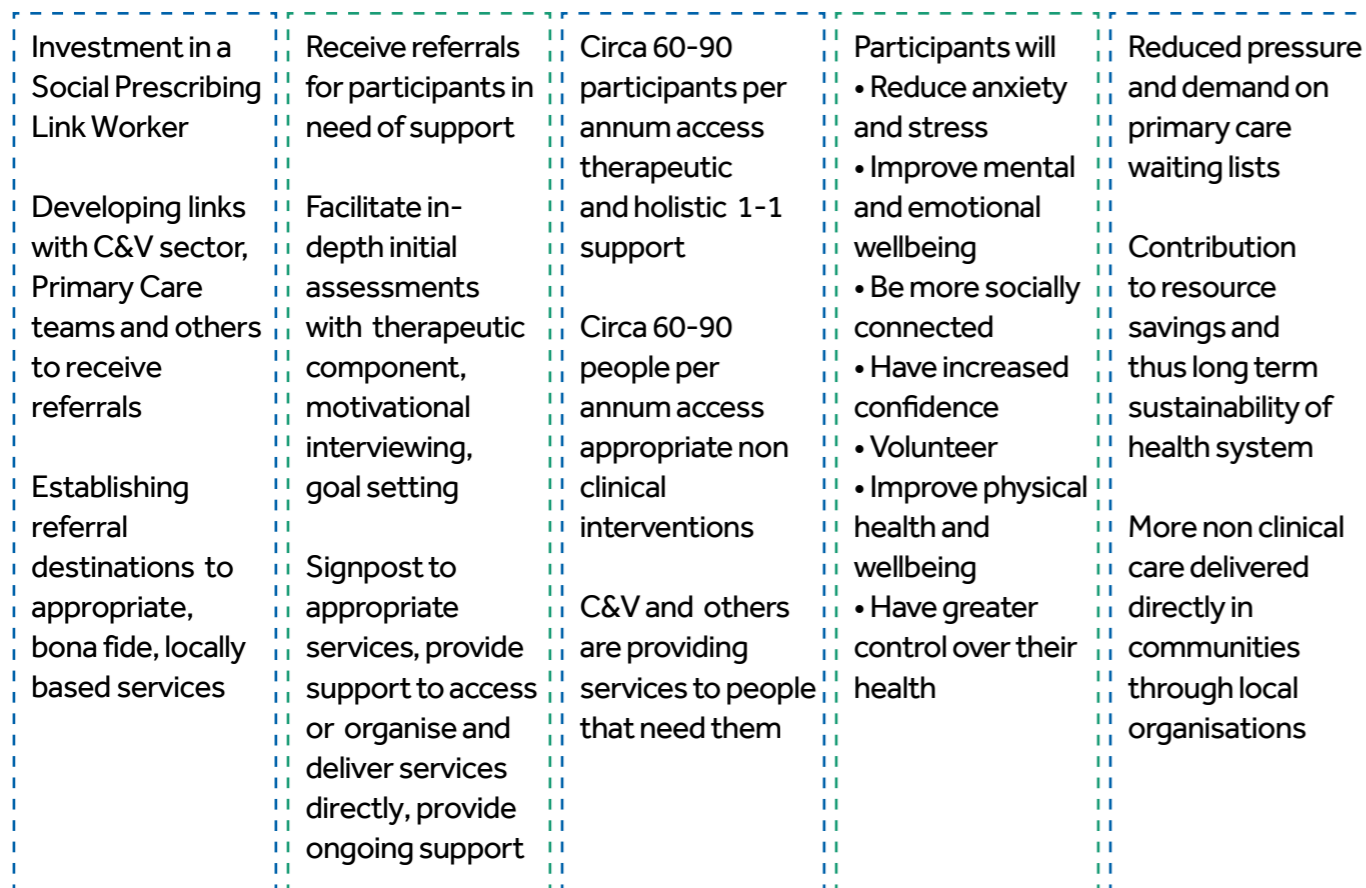 Investment in a
Social Prescribing
Link Worker
Developing links
with C&V sector,
Primary Care
teams and others
to receive
referrals
Establishing
referral
destinations to
appropriate,
bona fide, locally
based services
Receive referrals
for participants in
need of support
Facilitate in-
depth initial
assessments
with therapeutic
component,
motivational
interviewing,
goal setting
Signpost to
appropriate
services, provide
support to access
or organise and
deliver services
directly, provide
ongoing support
Circa 60-90
participants per
annum access
therapeutic
and holistic 1-1
support
Circa 60-90
people per
annum access
appropriate non
clinical
interventions
C&V and others
are providing
services to people
that need them
Participants will
• Reduce anxiety
and stress
• Improve mental
and emotional
wellbeing
• Be more socially
connected
• Have increased
confidence
• Volunteer
• Improve physical
health and
wellbeing
• Have greater
control over their
health
Reduced pressure
and demand on
primary care
waiting lists
Contribution
to resource
savings and
thus long term
sustainability of
health system
More non clinical
care delivered
directly in
communities
through local
organisations